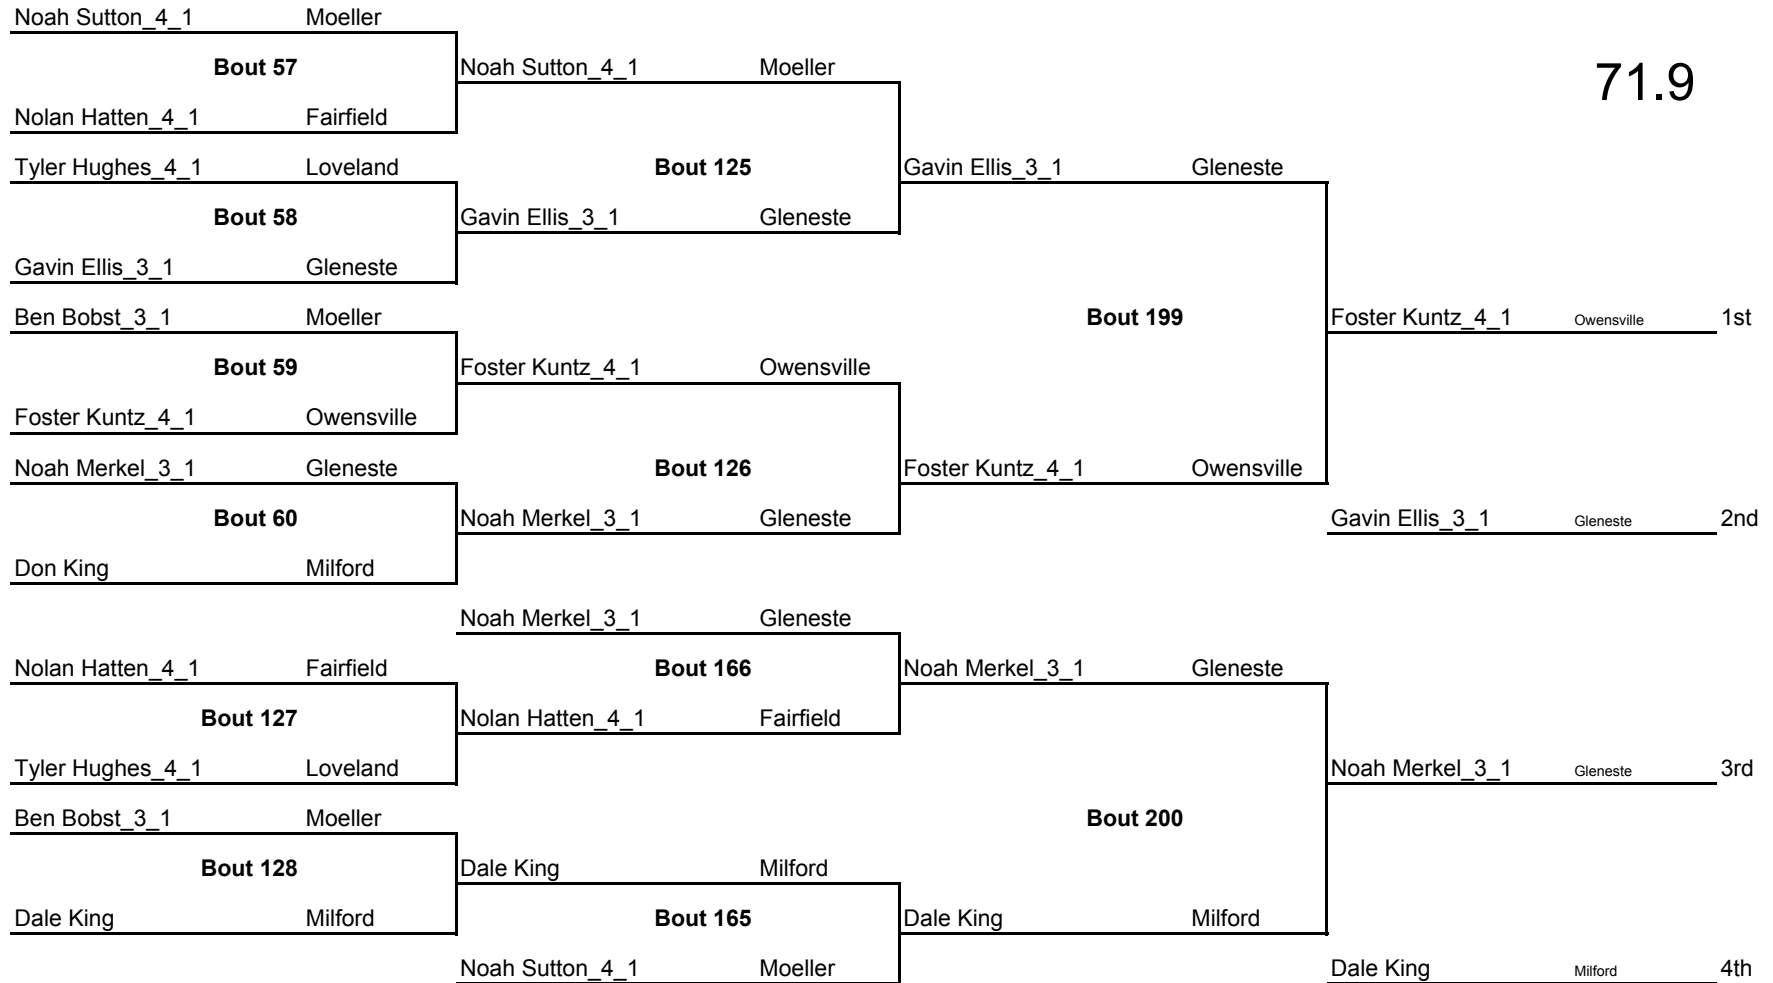 Noah Sutton_4_1 Moeller
Bout 57 Noah Sutton_4_1 Moeller 71.9
Nolan Hatten_4_1 Fairfield
Tyler Hughes_4_1 Loveland Bout 125 Gavin Ellis_3_1 Gleneste
Bout 58 Gavin Ellis_3_1 Gleneste
Gavin Ellis_3_1 Gleneste
Ben Bobst_3_1 Moeller Bout 199 Foster Kuntz_4_1 Owensville 1st
Bout 59 Foster Kuntz_4_1 Owensville
Foster Kuntz_4_1 Owensville
Noah Merkel_3_1 Gleneste Bout 126 Foster Kuntz_4_1 Owensville
Bout 60 Noah Merkel_3_1 Gleneste Gavin Ellis_3_1 Gleneste 2nd
Don King Milford
Noah Merkel_3_1 Gleneste
Nolan Hatten_4_1 Fairfield Bout 166 Noah Merkel_3_1 Gleneste
Bout 127 Nolan Hatten_4_1 Fairfield
Tyler Hughes_4_1 Loveland Noah Merkel_3_1 Gleneste 3rd
Ben Bobst_3_1 Moeller Bout 200
Bout 128 Dale King Milford
Dale King Milford Bout 165 Dale King Milford
Noah Sutton_4_1 Moeller Dale King Milford 4th